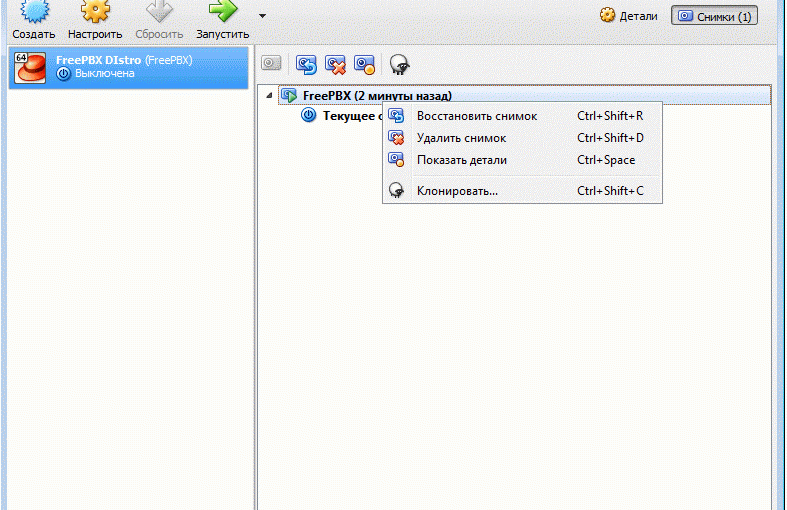 Создать Настроить Сбросить Запустить
Детали Снимки (1)
64
FreePBX DIstro (FreePBX)
Выключена
FreePBX (2 минуты назад)
Текущее с
Восстановить снимок Ctrl+Shift+R
Удалить снимок Ctrl+Shift+D
Показать детали Ctrl+Space
Клонировать... Ctrl+Shift+C